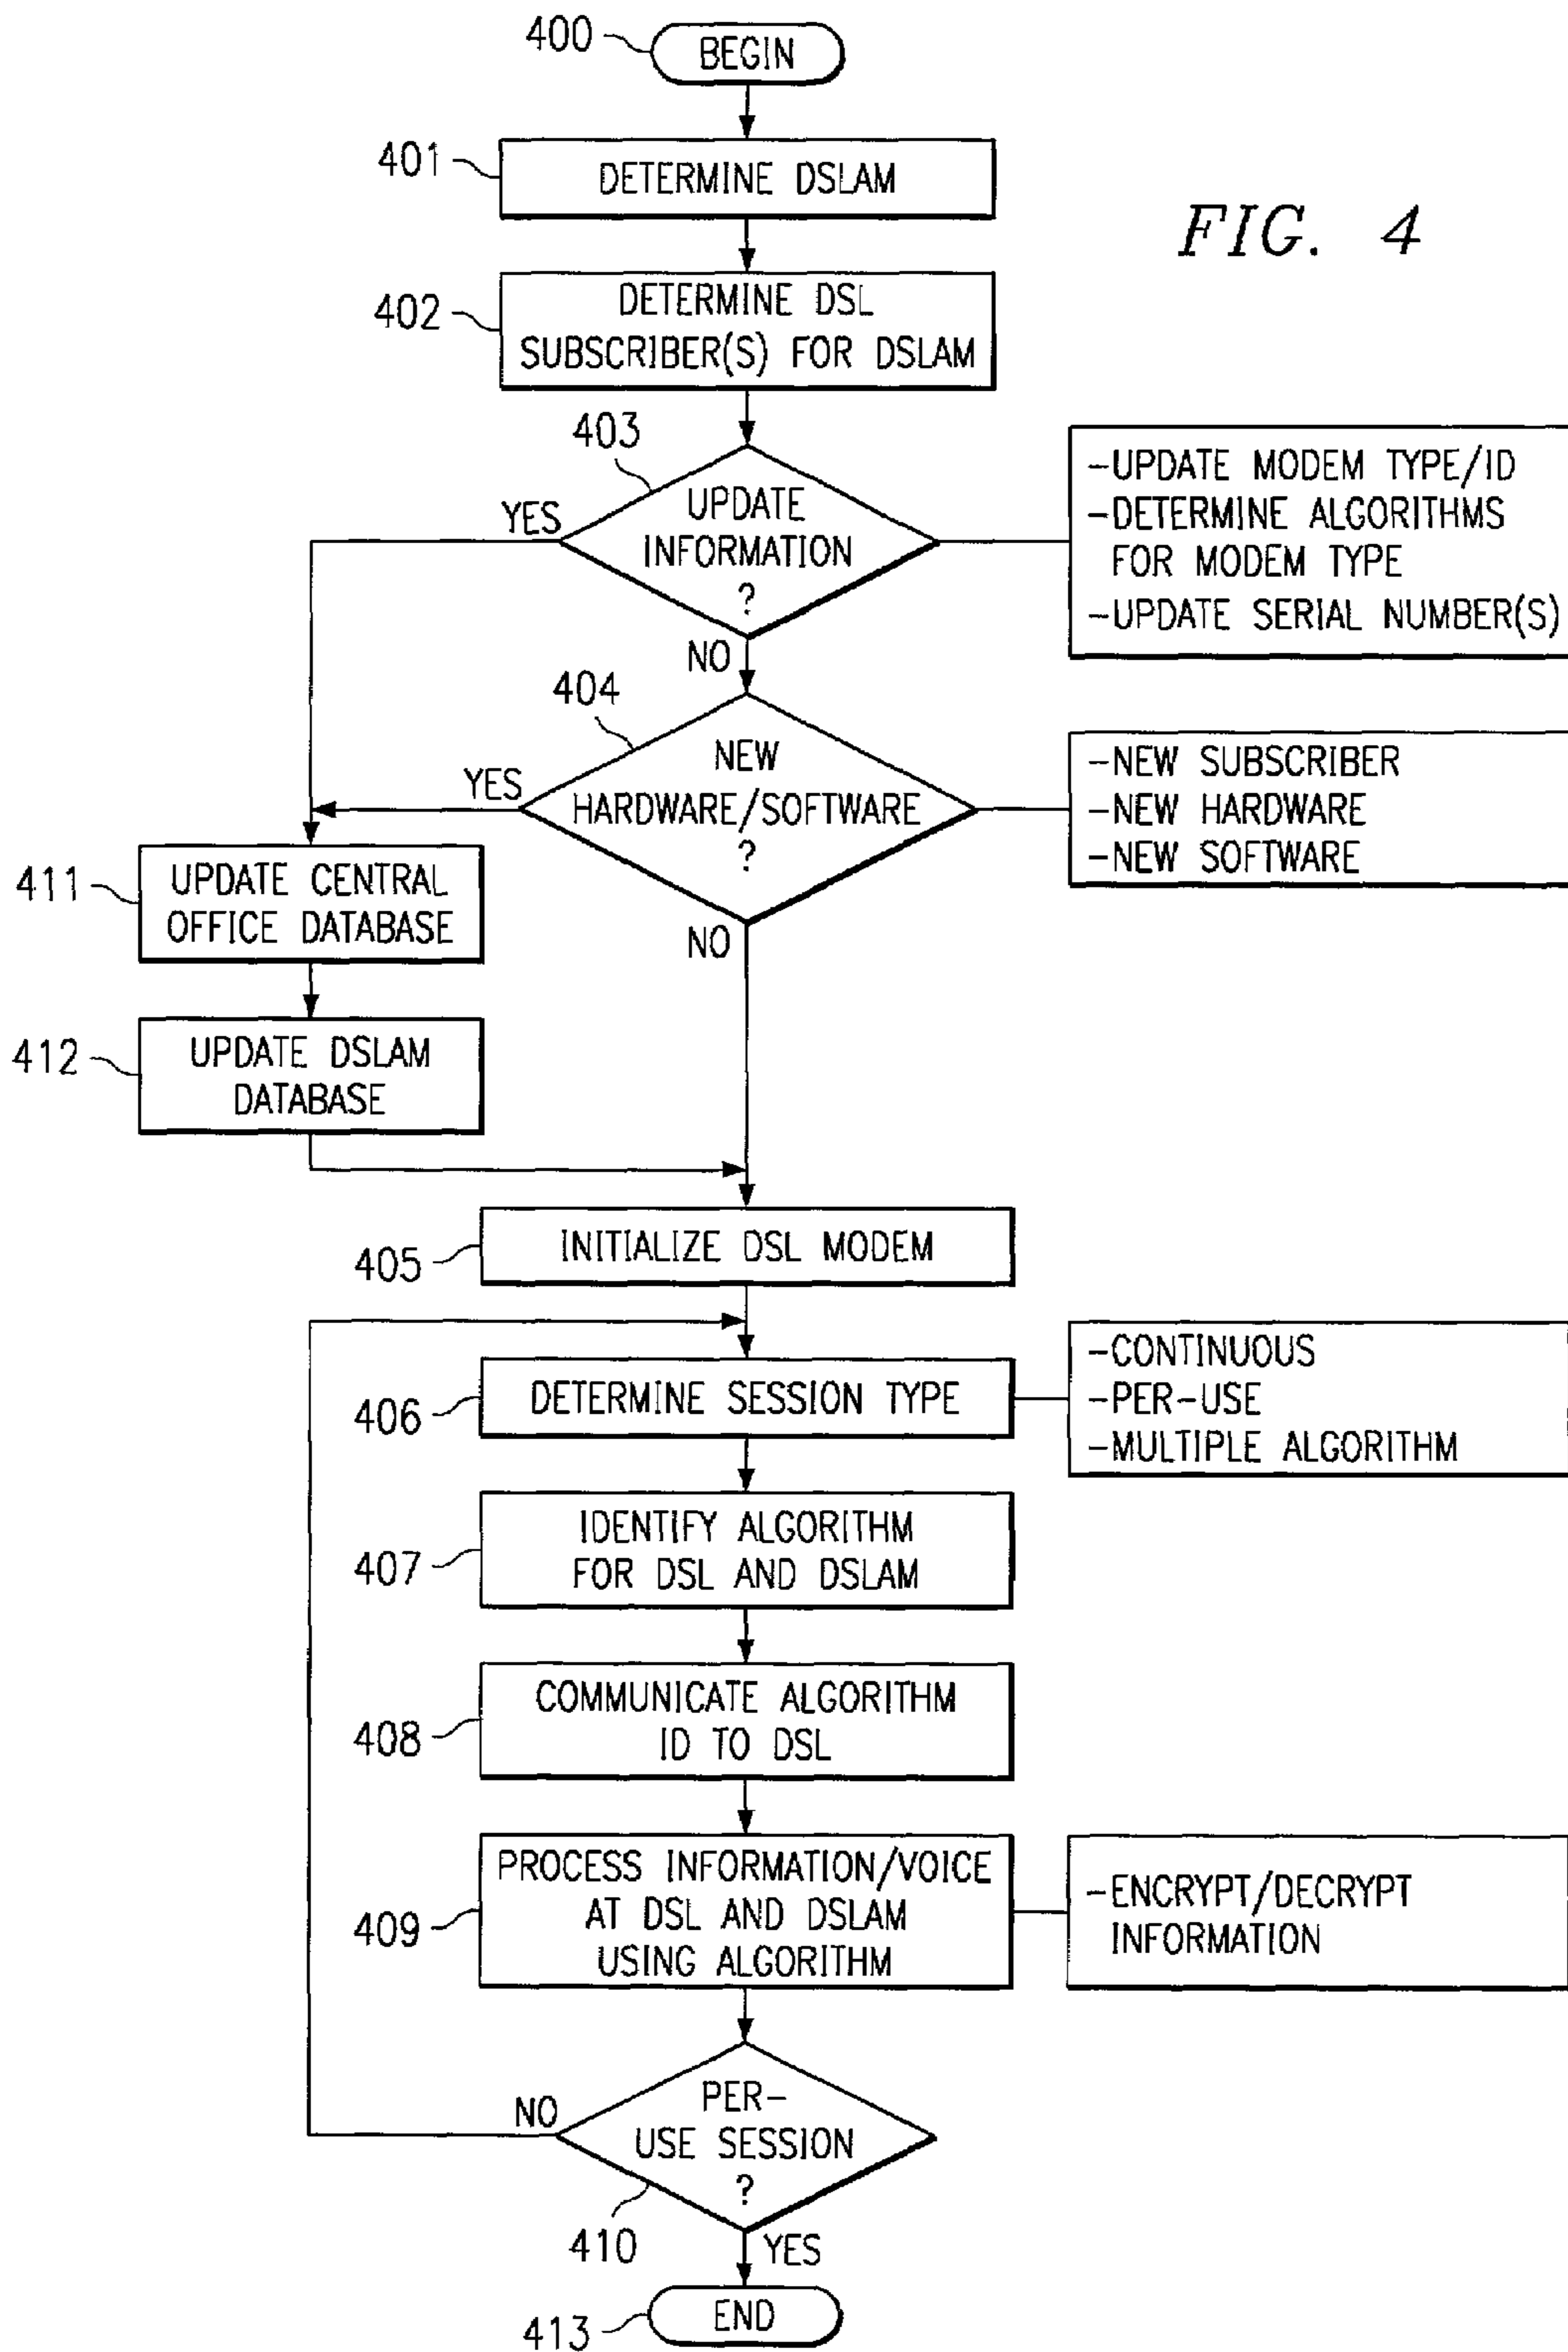 400
BEGIN
401
DETERMINE DSLAM
FIG. 4
402
DETERMINE DSL
SUBSCRIBER(S) FOR DSLAM
403
YES
UPDATE
INFORMATION
?
NO
-UPDATE MODEM TYPE/ID
-DETERMINE ALGORITHMS
FOR MODEM TYPE
-UPDATE SERIAL NUMBER(S)
404
YES
NEW
HARDWARE/SOFTWARE
?
NO
-NEW SUBSCRIBER
-NEW HARDWARE
-NEW SOFTWARE
411
UPDATE CENTRAL
OFFICE DATABASE
412
UPDATE DSLAM
DATABASE
405
INITIALIZE DSL MODEM
406
DETERMINE SESSION TYPE
-CONTINUOUS
-PER-USE
-MULTIPLE ALGORITHM
407
IDENTIFY ALGORITHM
FOR DSL AND DSLAM
408
COMMUNICATE ALGORITHM
ID TO DSL
409
PROCESS INFORMATION/VOICE
AT DSL AND DSLAM
USING ALGORITHM
-ENCRYPT/DECRYPT
INFORMATION
NO
PER-
USE SESSION
?
410
YES
413
END